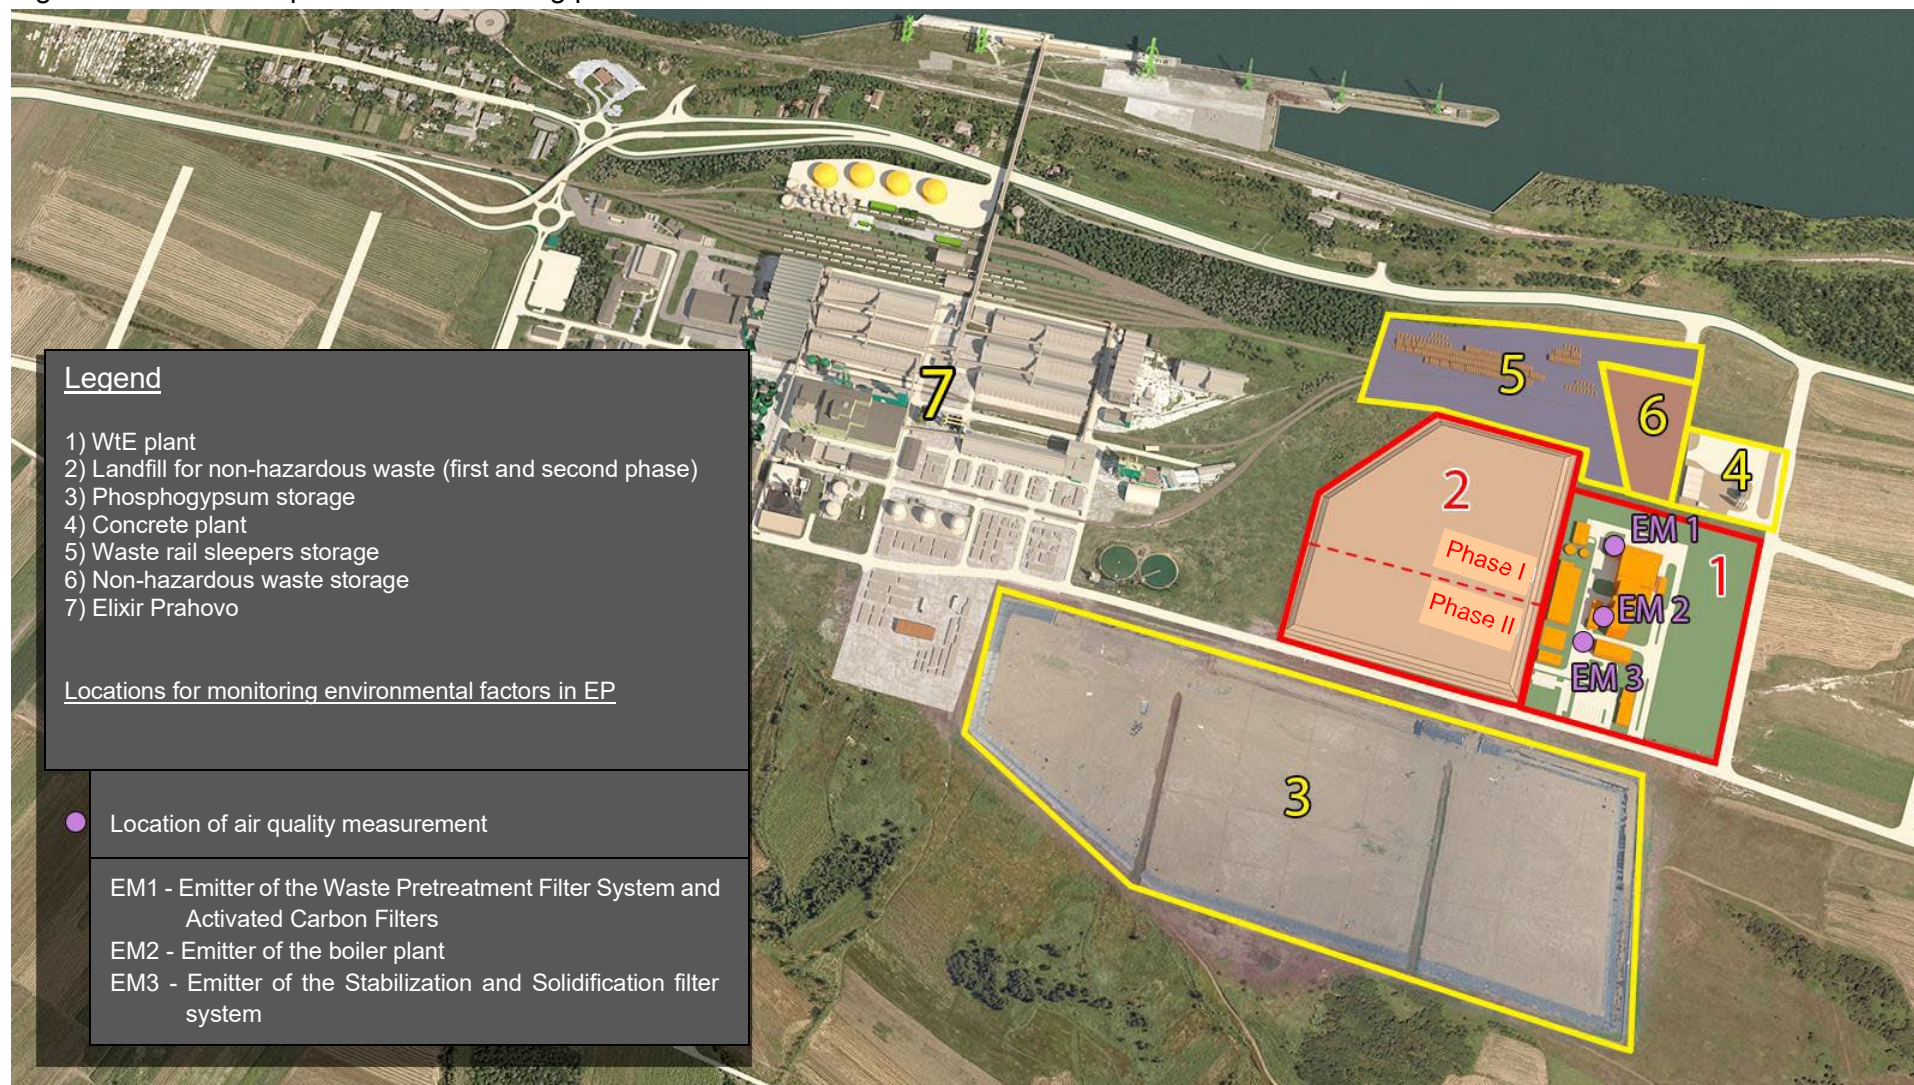 Legend
1) WtE plant
2) Landfill for non-hazardous waste (first and second phase)
3) Phosphogypsum storage
4) Concrete plant
5) Waste rail sleepers storage
6) Non-hazardous waste storage
7) Elixir Prahovo
Locations for monitoring environmental factors in EP
Location of air quality measurement
EM1 - Emitter of the Waste Pretreatment Filter System and
Activated Carbon Filters
EM2 - Emitter of the boiler plant
EM3 - Emitter of the Stabilization and Solidification filter
system
7
5
6
4
2
Phase I
Phase II
EM 1
1
EM 2
EM 3
3